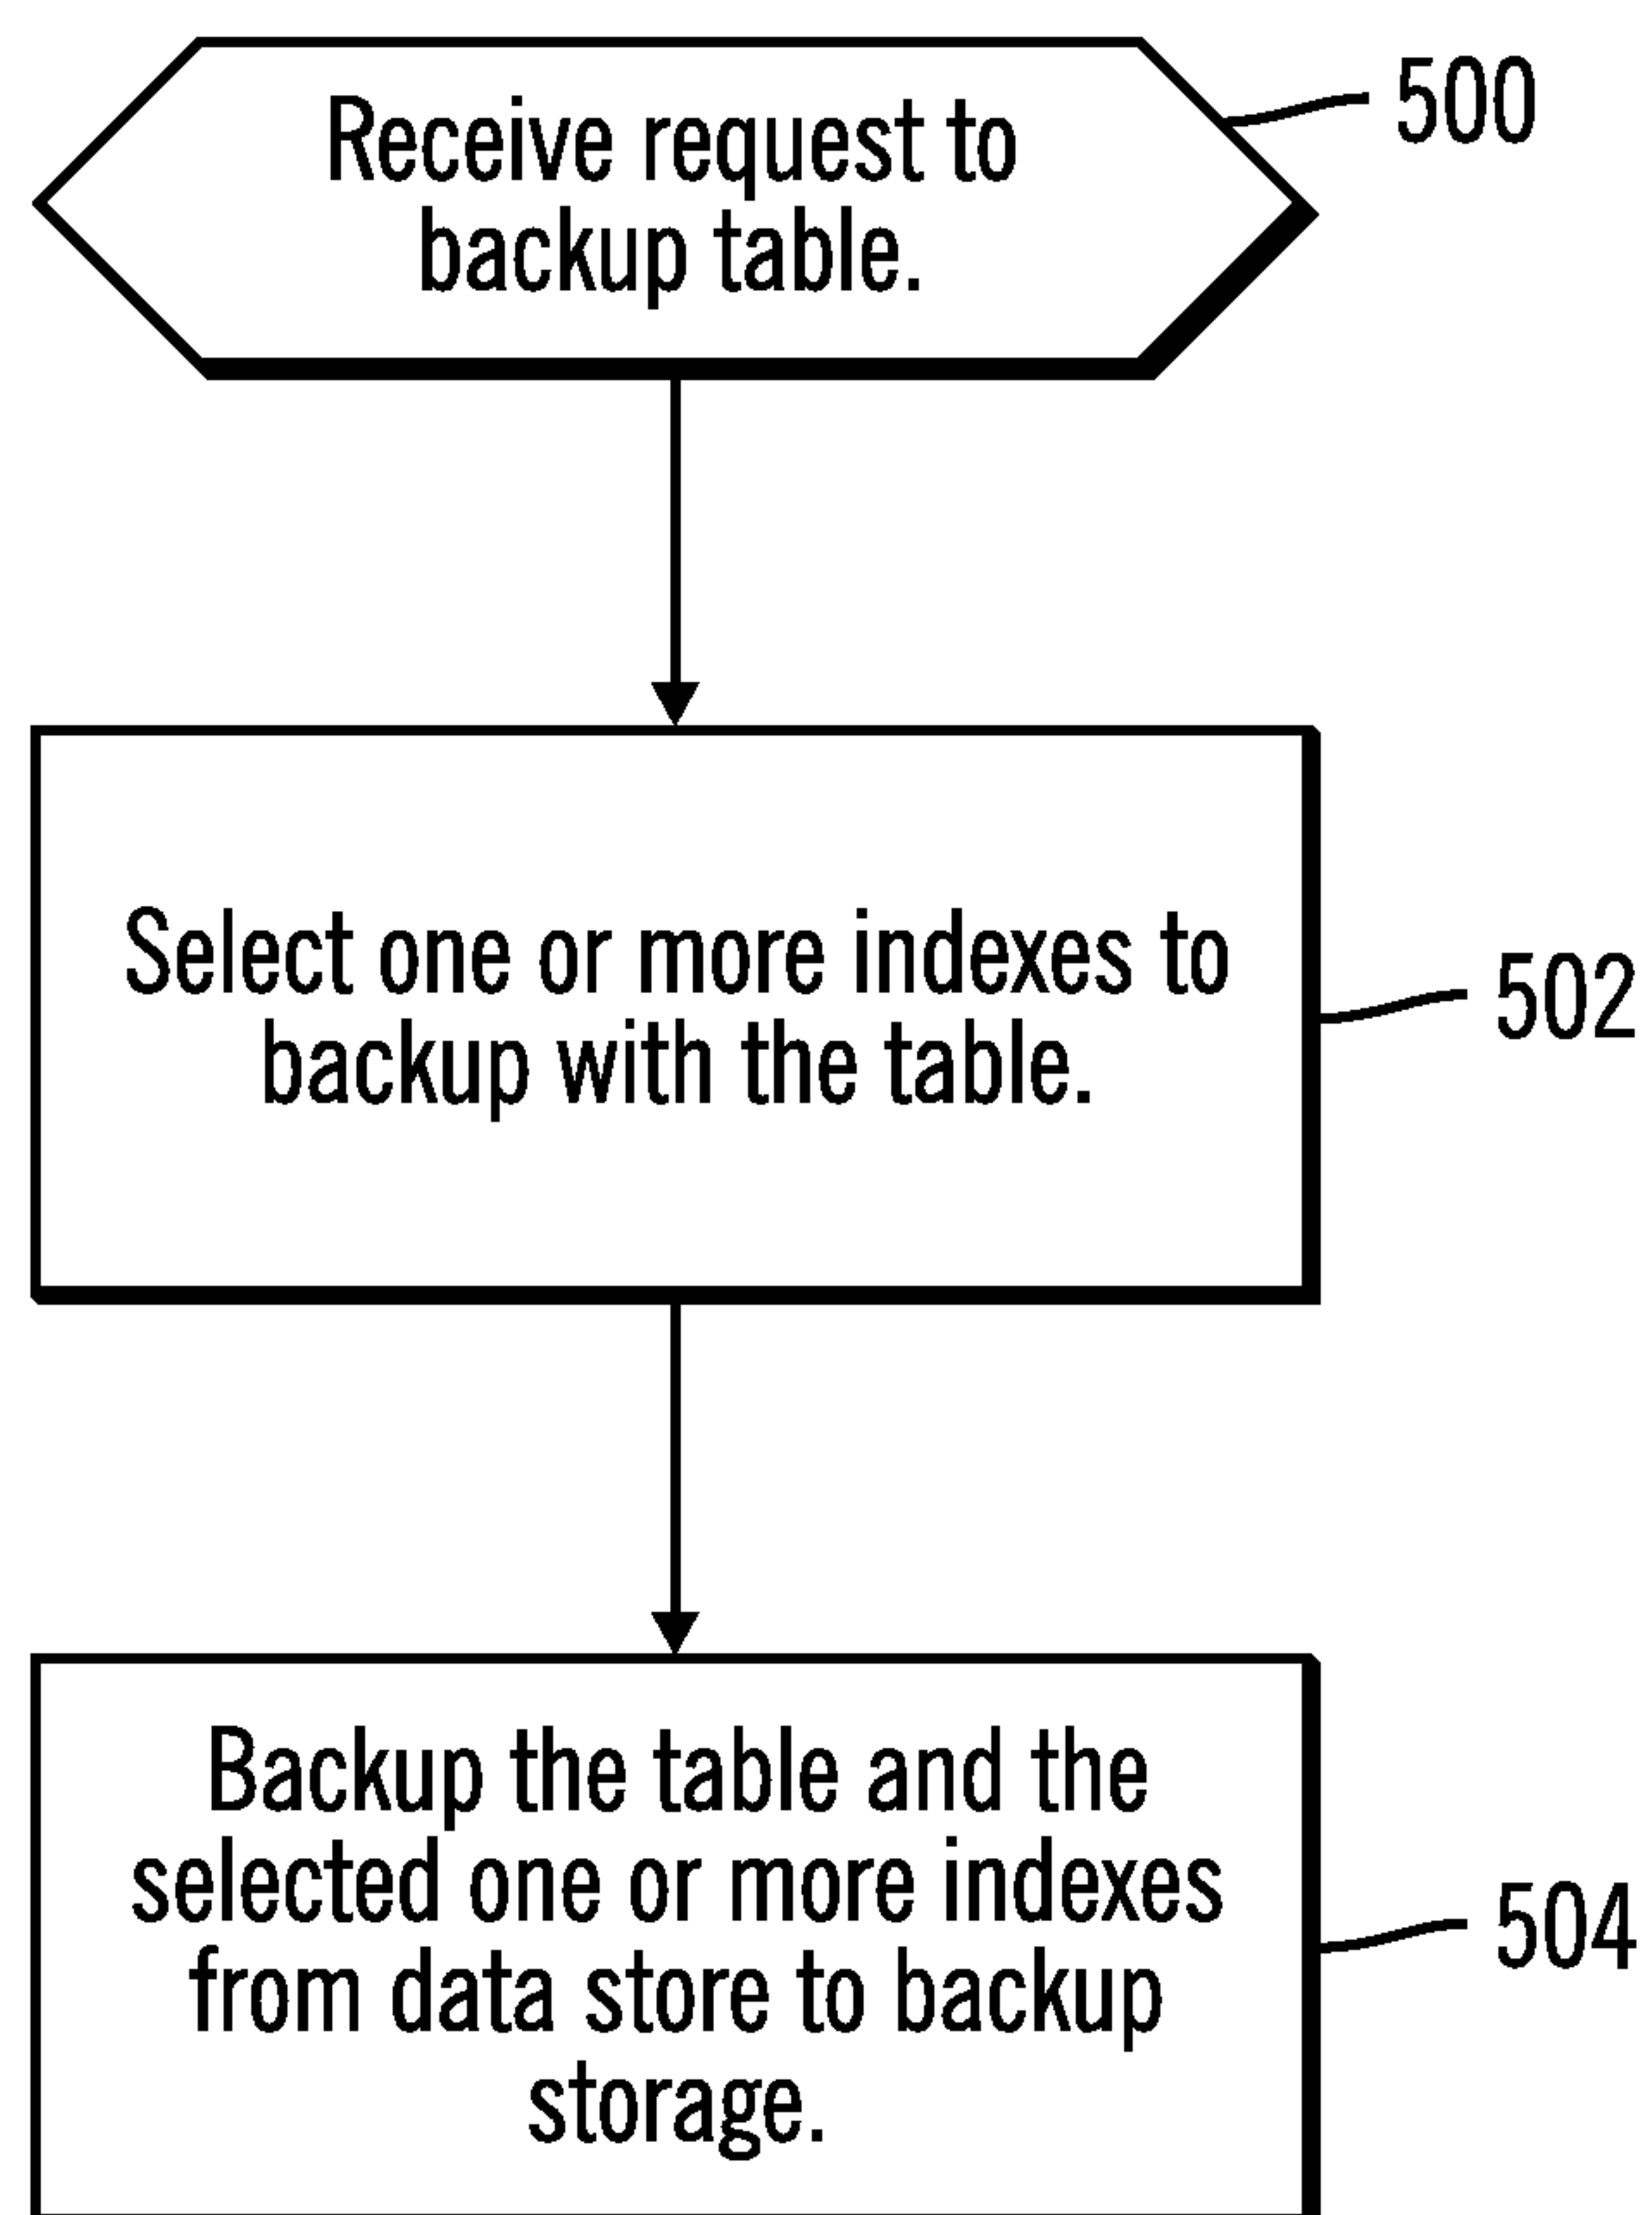 Receive request to
backup table.
500
Select one or more indexes to
backup with the table.
502
Backup the table and the
selected one or more indexes
from data store to backup
storage.
504